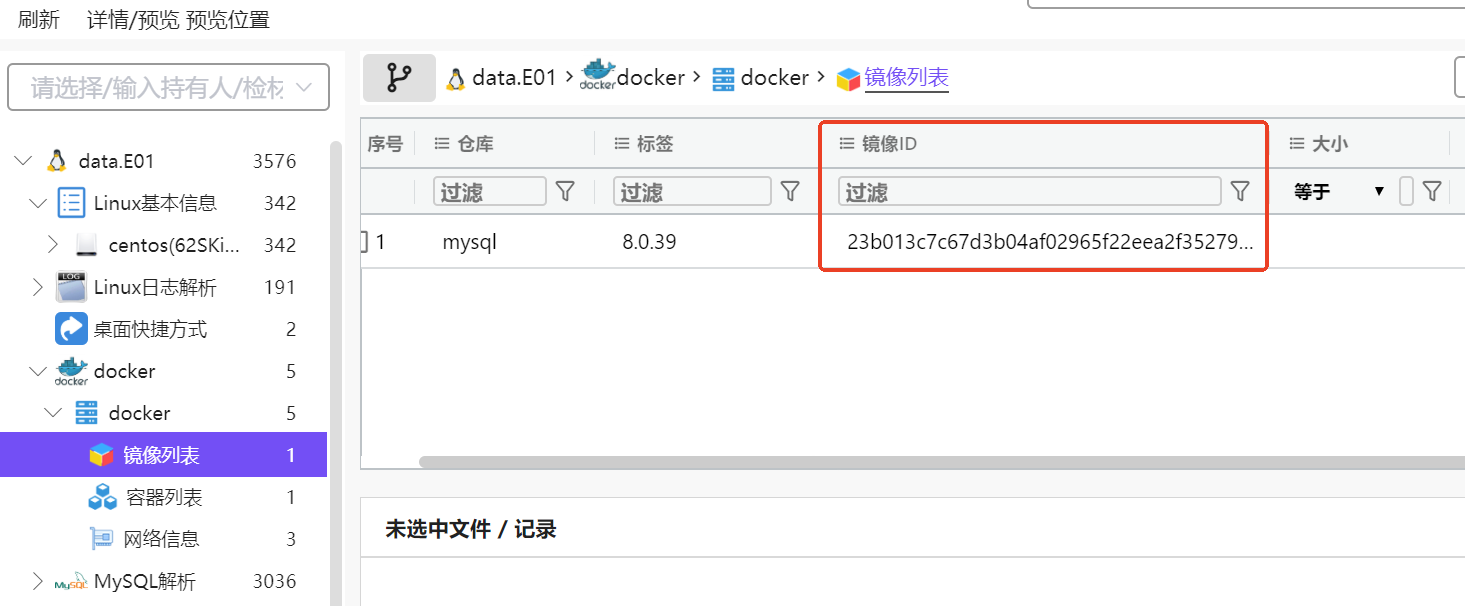 刷新 详情/预览 预览位置
请选择/输入持有人/检材
data.E01 3576
Linux基本信息 342
centos(62SKi... 342
LOG Linux日志解析 191
桌面快捷方式 2
docker docker 5
docker 5
镜像列表 1
容器列表 1
网络信息 3
MySQL MySQL解析 3036
data.E01 > docker docker > docker > 镜像列表
序号 仓库 标签 镜像ID 大小
过滤 过滤 过滤 等于
1 mysql 8.0.39 23b013c7c67d3b04af02965f22eea2f35279...
未选中文件 / 记录